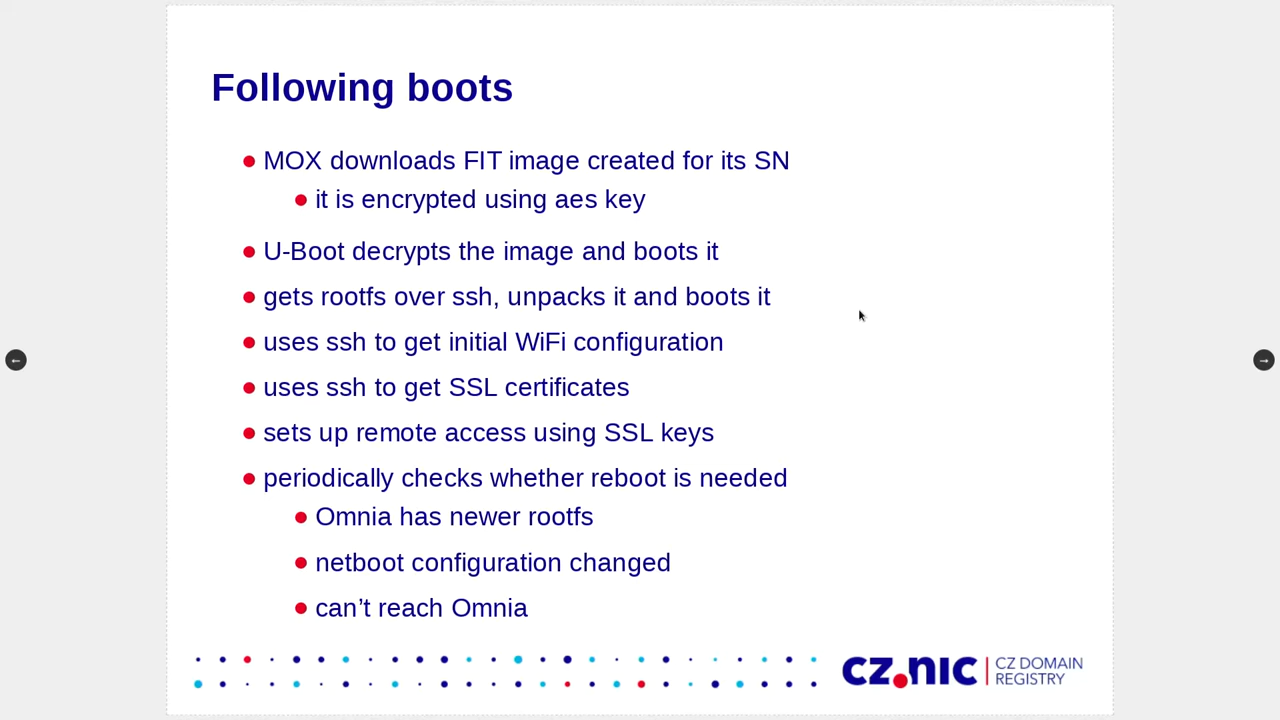 Following boots
MOX downloads FIT image created for its SN
it is encrypted using aes key
U-Boot decrypts the image and boots it
gets rootfs over ssh, unpacks it and boots it
uses ssh to get initial WiFi configuration
uses ssh to get SSL certificates
sets up remote access using SSL keys
periodically checks whether reboot is needed
Omnia has newer rootfs
netboot configuration changed
can’t reach Omnia
cz.nic
CZ DOMAIN
REGISTRY